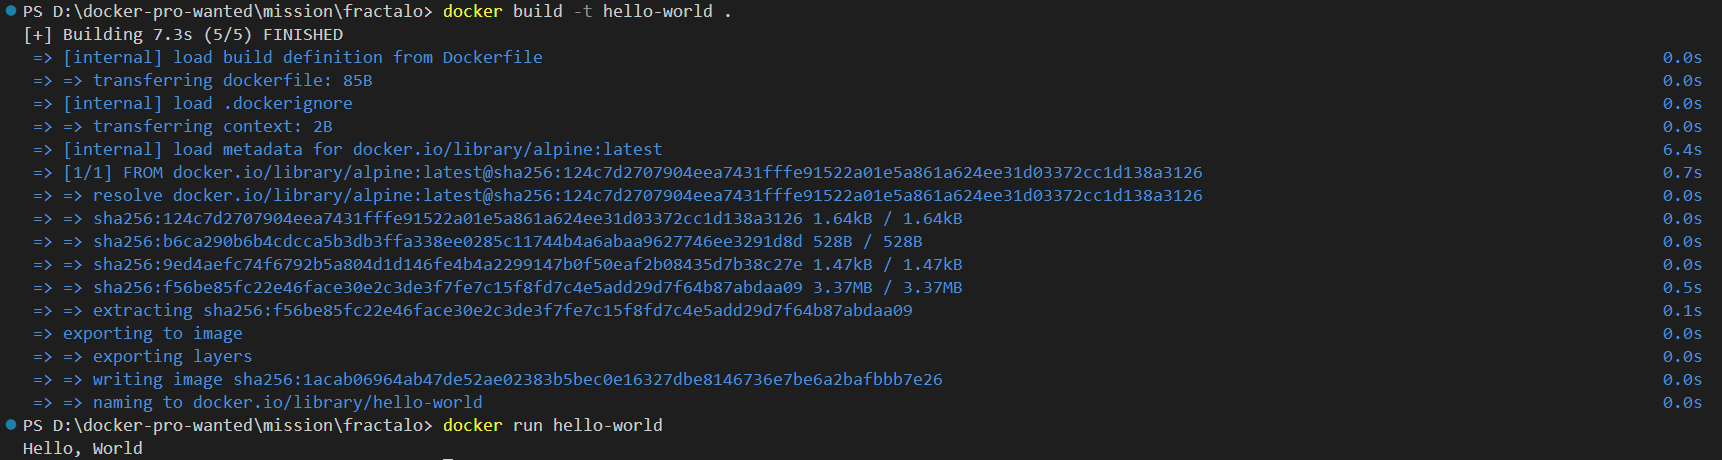 PS D:\docker-pro-wanted\mission\fractalo> docker build -t hello-world .
[+] Building 7.3s (5/5) FINISHED
=> [internal] load build definition from Dockerfile 0.0s
=> => transferring dockerfile: 85B 0.0s
=> [internal] load .dockerignore 0.0s
=> => transferring context: 2B 0.0s
=> [internal] load metadata for docker.io/library/alpine:latest 6.4s
=> [1/1] FROM docker.io/library/alpine:latest@sha256:124c7d2707904eea7431fffe91522a01e5a861a624ee31d03372cc1d138a3126 0.7s
=> => resolve docker.io/library/alpine:latest@sha256:124c7d2707904eea7431fffe91522a01e5a861a624ee31d03372cc1d138a3126 0.0s
=> => sha256:124c7d2707904eea7431fffe91522a01e5a861a624ee31d03372cc1d138a3126 1.64kB / 1.64kB 0.0s
=> => sha256:b6ca290b6b4cdcca5b3db3ffa338ee0285c11744b4a6abaa9627746ee3291d8d 528B / 528B 0.0s
=> => sha256:9ed4aefc74f6792b5a804d1d146fe4b4a2299147b0f50eaf2b08435d7b38c27e 1.47kB / 1.47kB 0.0s
=> => sha256:f56be85fc22e46face30e2c3de3f7fe7c15f8fd7c4e5add29d7f64b87abdaa09 3.37MB / 3.37MB 0.5s
=> => extracting sha256:f56be85fc22e46face30e2c3de3f7fe7c15f8fd7c4e5add29d7f64b87abdaa09 0.1s
=> exporting to image 0.0s
=> => exporting layers 0.0s
=> => writing image sha256:1acab06964ab47de52ae02383b5bec0e16327dbe8146736e7be6a2bafbbb7e26 0.0s
=> => naming to docker.io/library/hello-world 0.0s
PS D:\docker-pro-wanted\mission\fractalo> docker run hello-world
Hello, World